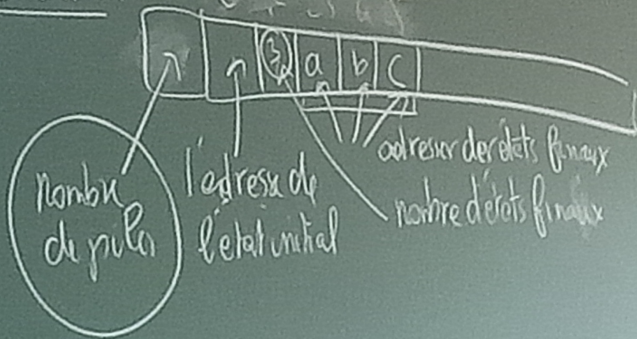 3 a b c
nombre
de piles
l'adresse de
l'état initial
adresses des états finaux
nombre d'états finaux